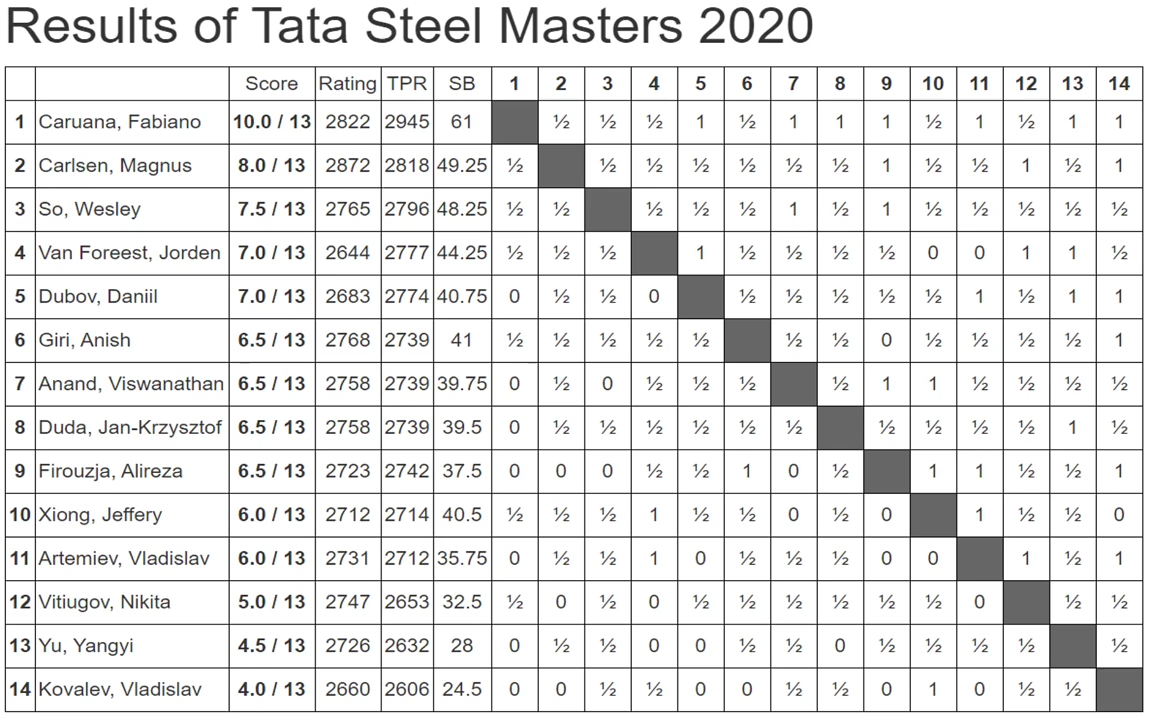 Results of Tata Steel Masters 2020
Score Rating TPR SB 1 2 3 4 5 6 7 8 9 10 11 12 13 14
1 Caruana, Fabiano 10.0 / 13 2822 2945 61 ½ ½ ½ 1 ½ 1 1 1 ½ 1 ½ 1 1
2 Carlsen, Magnus 8.0 / 13 2872 2818 49.25 ½ ½ ½ ½ ½ ½ ½ 1 ½ ½ 1 ½ 1
3 So, Wesley 7.5 / 13 2765 2796 48.25 ½ ½ ½ ½ ½ 1 ½ 1 ½ ½ ½ ½ ½
4 Van Foreest, Jorden 7.0 / 13 2644 2777 44.25 ½ ½ ½ 1 ½ ½ ½ ½ 0 0 1 1 ½
5 Dubov, Daniil 7.0 / 13 2683 2774 40.75 0 ½ ½ 0 ½ ½ ½ ½ ½ 1 ½ 1 1
6 Giri, Anish 6.5 / 13 2768 2739 41 ½ ½ ½ ½ ½ ½ ½ 0 ½ ½ ½ ½ 1
7 Anand, Viswanathan 6.5 / 13 2758 2739 39.75 0 ½ 0 ½ ½ ½ ½ 1 1 ½ ½ ½ ½
8 Duda, Jan-Krzysztof 6.5 / 13 2758 2739 39.5 0 ½ ½ ½ ½ ½ ½ ½ ½ ½ ½ 1 ½
9 Firouzja, Alireza 6.5 / 13 2723 2742 37.5 0 0 0 ½ ½ 1 0 ½ 1 1 ½ ½ 1
10 Xiong, Jeffery 6.0 / 13 2712 2714 40.5 ½ ½ ½ 1 ½ ½ 0 ½ 0 1 ½ ½ 0
11 Artemiev, Vladislav 6.0 / 13 2731 2712 35.75 0 ½ ½ 1 0 ½ ½ ½ 0 0 1 ½ 1
12 Vitiugov, Nikita 5.0 / 13 2747 2653 32.5 ½ 0 ½ 0 ½ ½ ½ ½ ½ ½ 0 ½ ½
13 Yu, Yangyi 4.5 / 13 2726 2632 28 0 ½ ½ 0 0 ½ ½ 0 ½ ½ ½ ½ ½
14 Kovalev, Vladislav 4.0 / 13 2660 2606 24.5 0 0 ½ ½ 0 0 ½ ½ 0 1 0 ½ ½